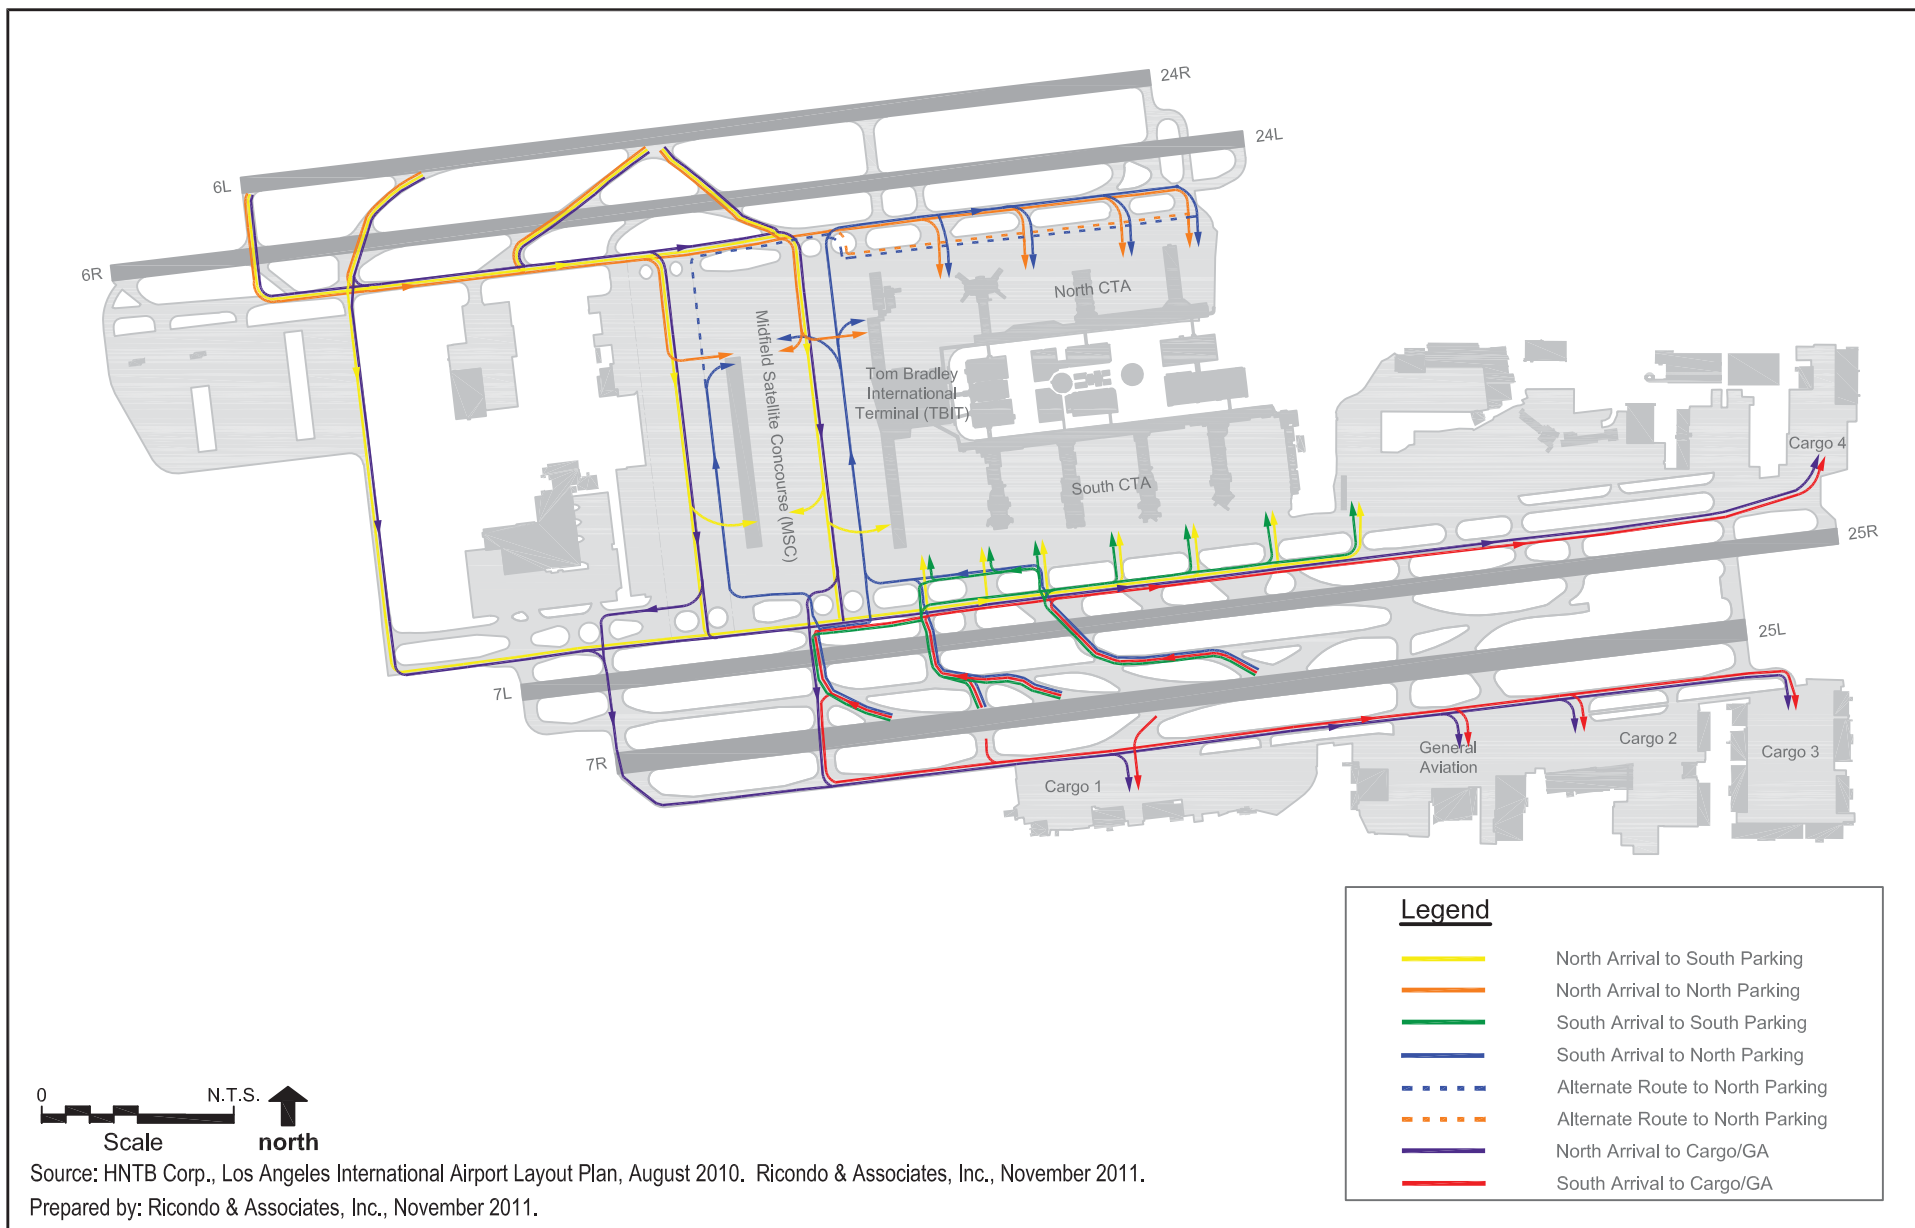 24R
24L
6L
6R
North CTA
Midfield Satellite Concourse (MSC)
Tom Bradley
International
Terminal (TBIT)
South CTA
Cargo 4
25R
25L
7L
7R
General
Aviation
Cargo 1
Cargo 2
Cargo 3
Legend
North Arrival to South Parking
North Arrival to North Parking
South Arrival to South Parking
South Arrival to North Parking
Alternate Route to North Parking
Alternate Route to North Parking
North Arrival to Cargo/GA
South Arrival to Cargo/GA
0 N.T.S.
Scale north
Source: HNTB Corp., Los Angeles International Airport Layout Plan, August 2010. Ricondo & Associates, Inc., November 2011.
Prepared by: Ricondo & Associates, Inc., November 2011.